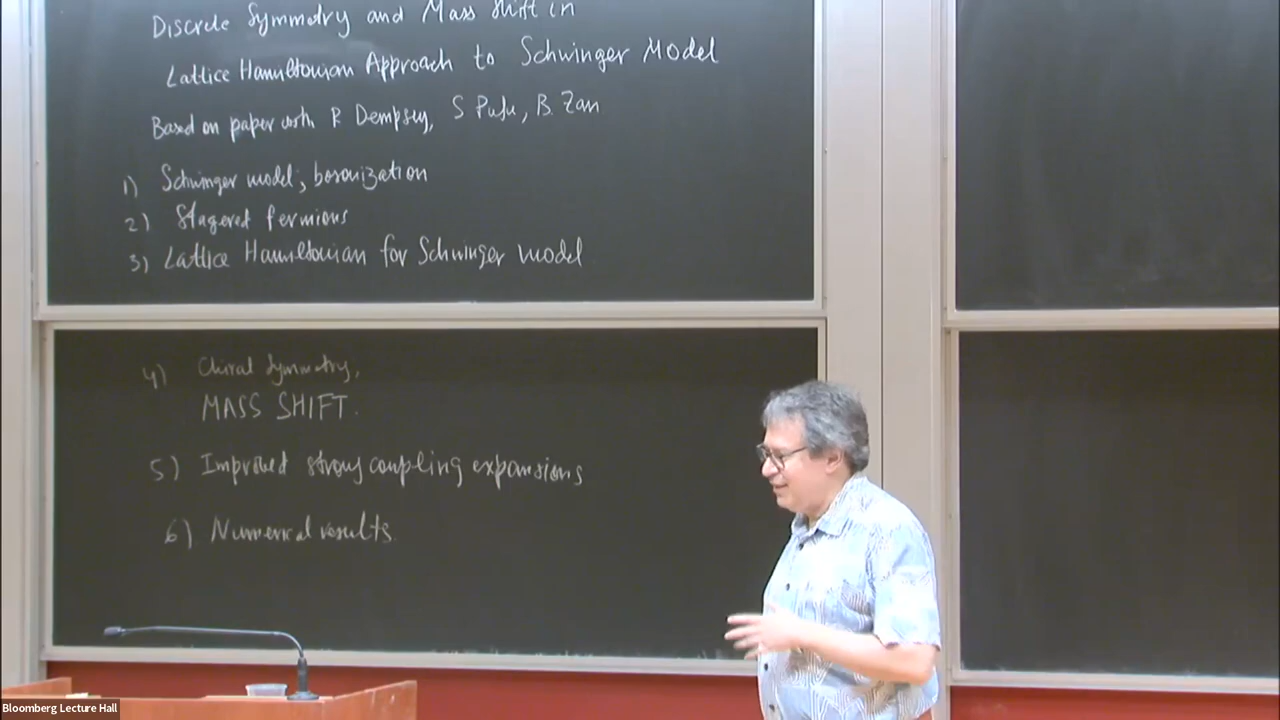 Discrete Symmetry and Mass Shift in
Lattice Hamiltonian Approach to Schwinger Model
Based on paper with R Dempsey, S Pufu, B. Zan
1) Schwinger model, bosonization
2) Stagered fermions
3) Lattice Hamiltonian for Schwinger model
4) Chiral Symmetry,
MASS SHIFT.
5) Improved strong coupling expansions
6) Numerical results.
Bloomberg Lecture Hall